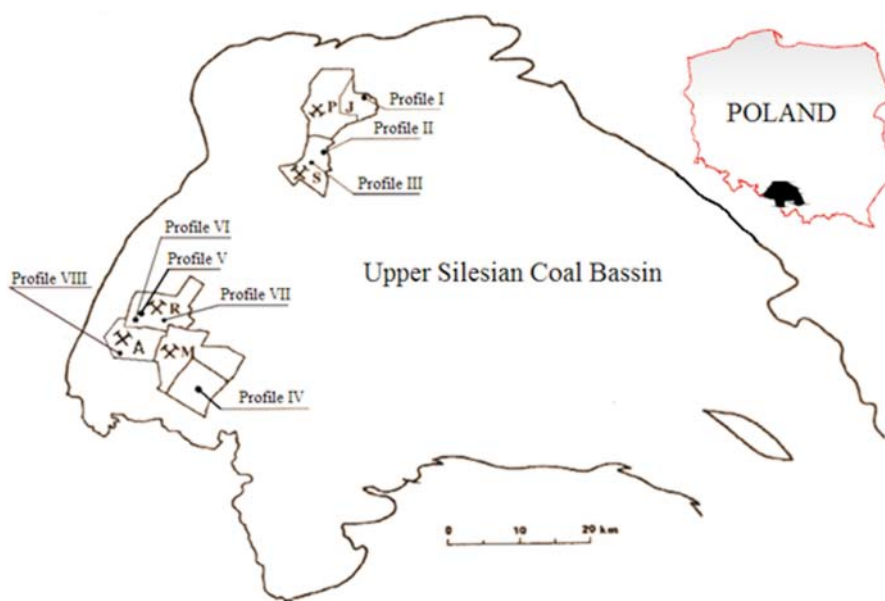 Profile I
P
J
Profile II
POLAND
S
Profile III
Profile VI
Profile V
Profile VIII
Profile VII
Upper Silesian Coal Bassin
R
A
M
Profile IV
0 10 20 km